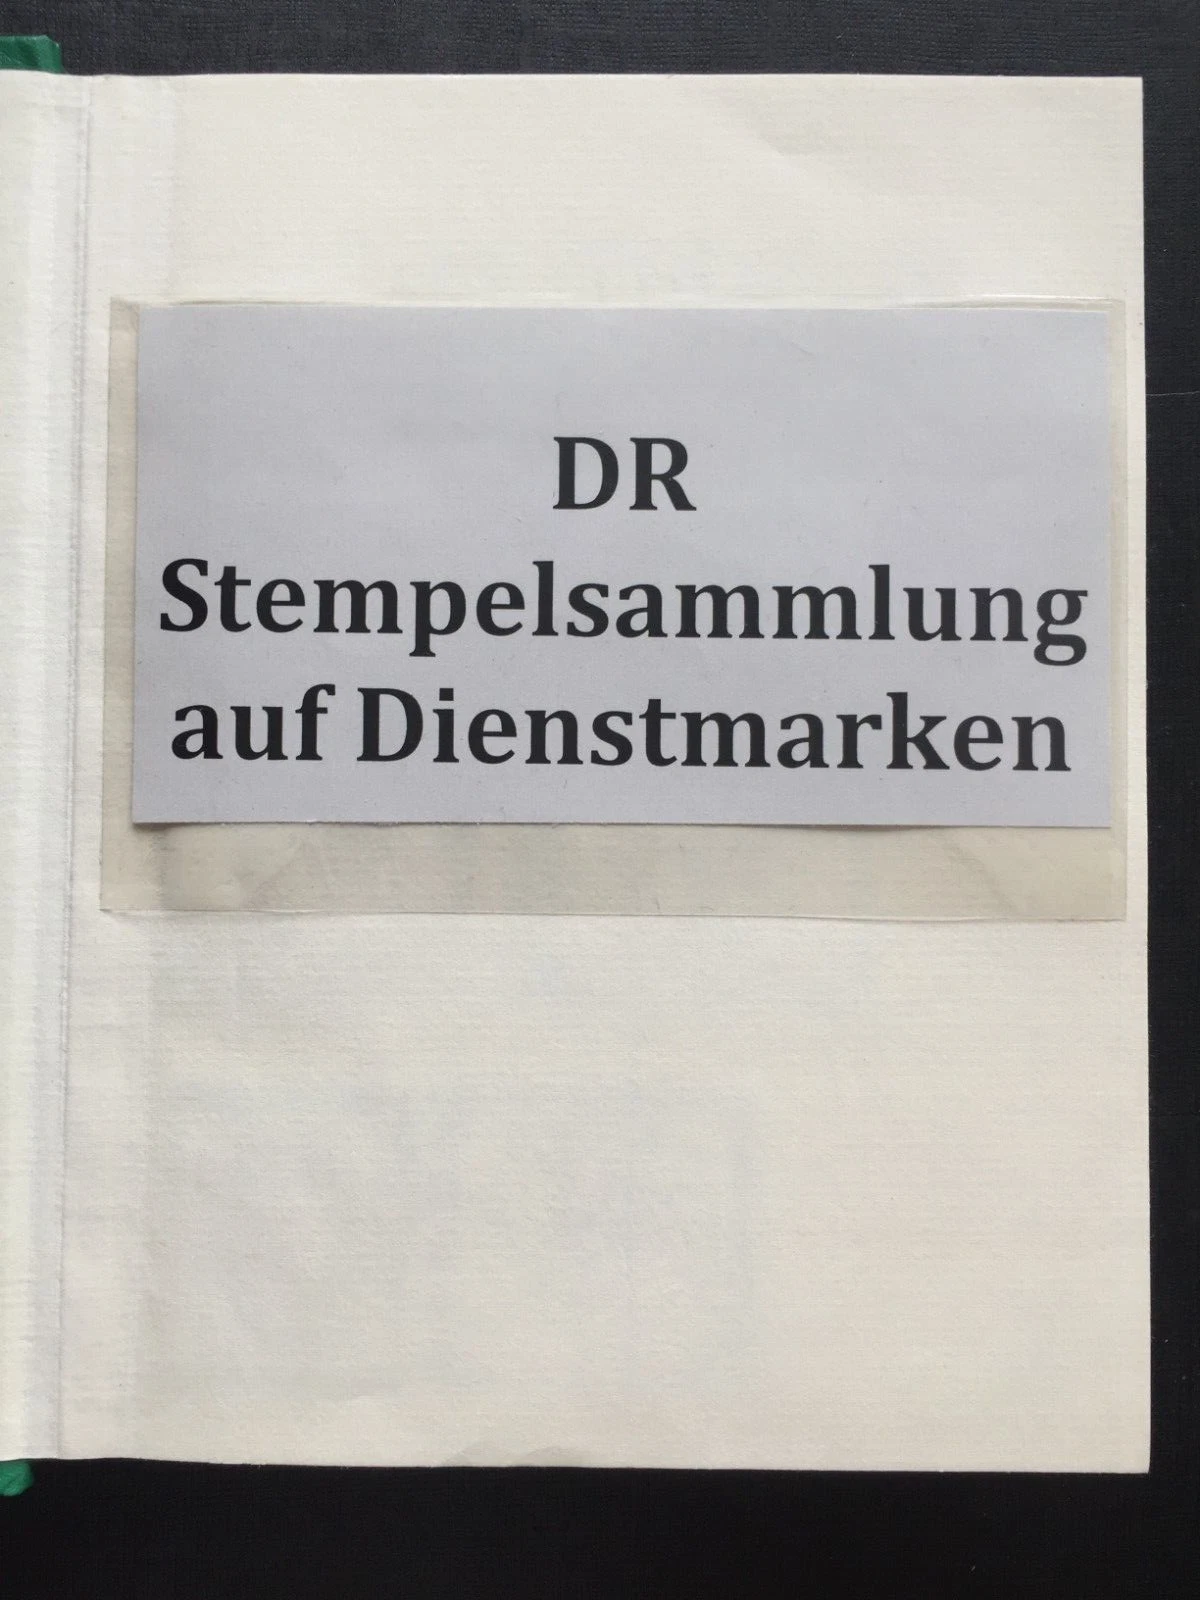 DR
Stempelsammlung
auf Dienstmarken